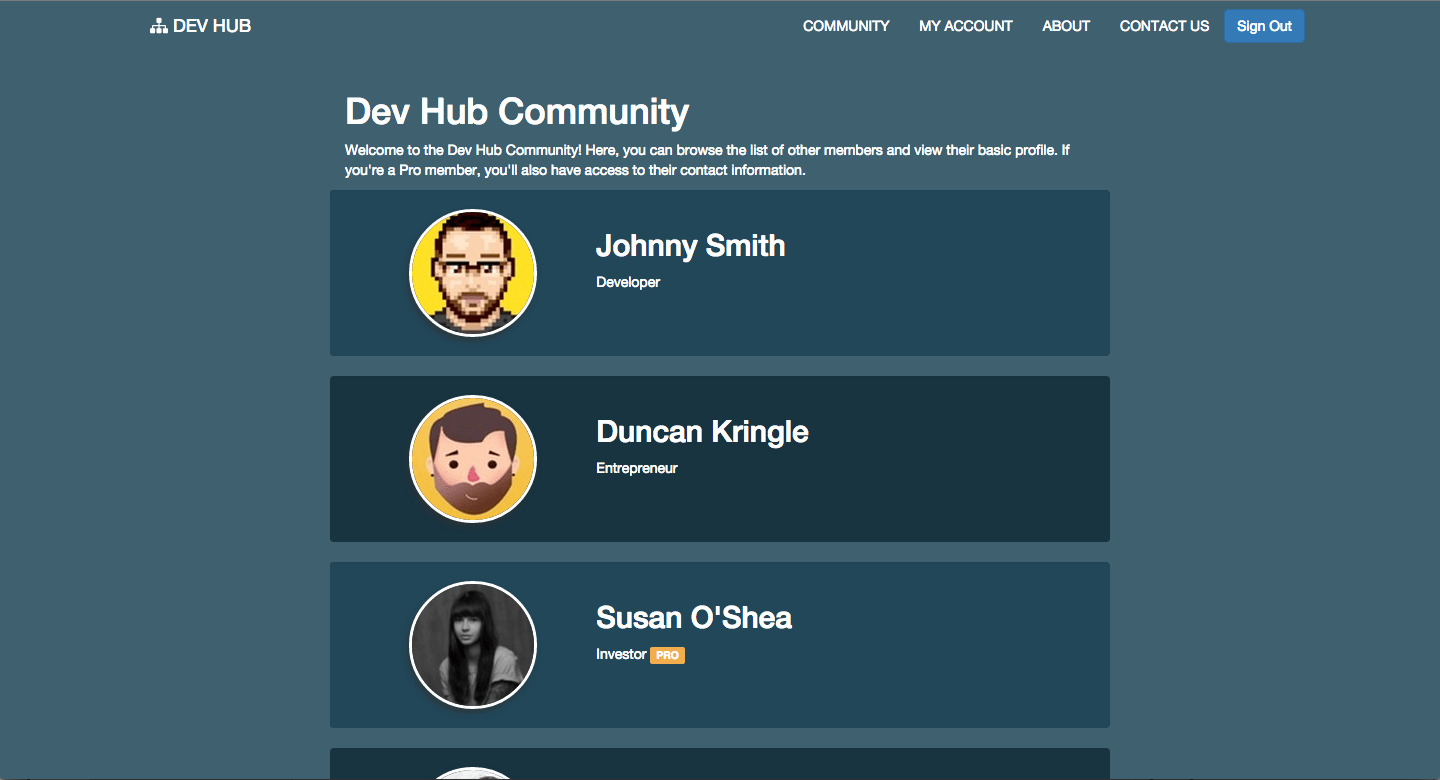 DEV HUB
COMMUNITY MY ACCOUNT ABOUT CONTACT US Sign Out
Dev Hub Community
Welcome to the Dev Hub Community! Here, you can browse the list of other members and view their basic profile. If
you're a Pro member, you'll also have access to their contact information.
Johnny Smith
Developer
Duncan Kringle
Entrepreneur
Susan O'Shea
Investor PRO